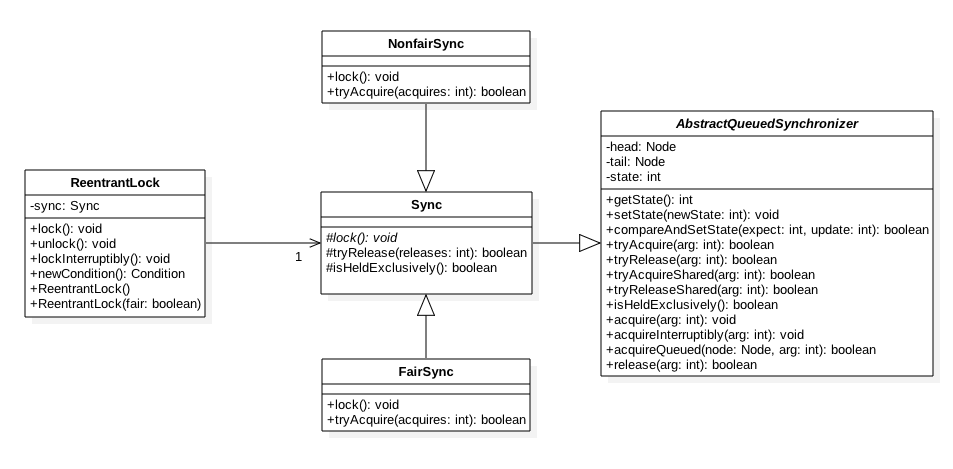 NonfairSync
+lock(): void
+tryAcquire(acquires: int): boolean
AbstractQueuedSynchronizer
-head: Node
-tail: Node
-state: int
+getState(): int
+setState(newState: int): void
+compareAndSetState(expect: int, update: int): boolean
+tryAcquire(arg: int): boolean
+tryRelease(arg: int): boolean
+tryAcquireShared(arg: int): boolean
+tryReleaseShared(arg: int): boolean
+isHeldExclusively(): boolean
+acquire(arg: int): void
+acquireInterruptibly(arg: int): void
+acquireQueued(node: Node, arg: int): boolean
+release(arg: int): boolean
ReentrantLock
-sync: Sync
+lock(): void
+unlock(): void
+lockInterruptibly(): void
+newCondition(): Condition
+ReentrantLock()
+ReentrantLock(fair: boolean)
1
Sync
#lock(): void
#tryRelease(releases: int): boolean
#isHeldExclusively(): boolean
FairSync
+lock(): void
+tryAcquire(acquires: int): boolean